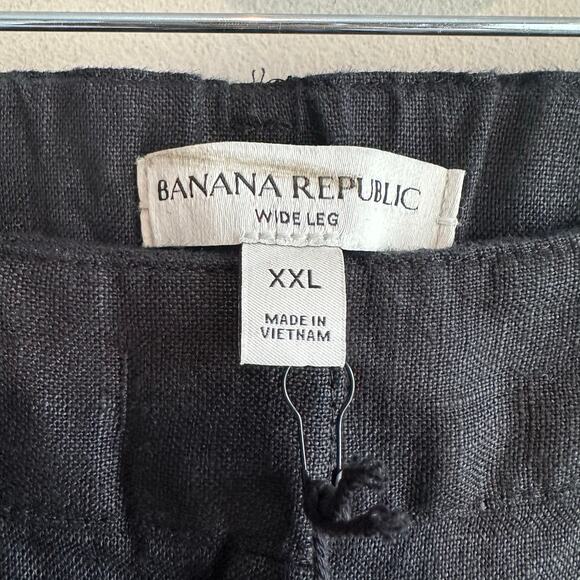 BANANA REPUBLIC
WIDE LEG
XXL
MADE IN
VIETNAM